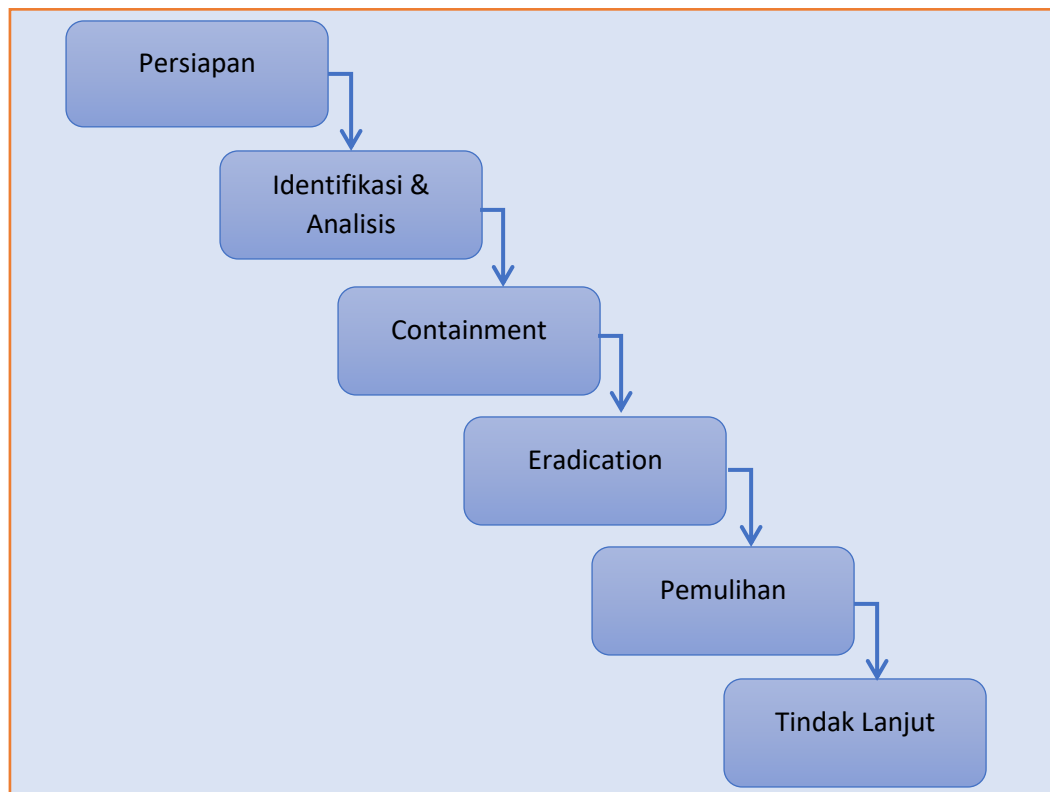 Persiapan
Identifikasi &
Analisis
Containment
Eradication
Pemulihan
Tindak Lanjut